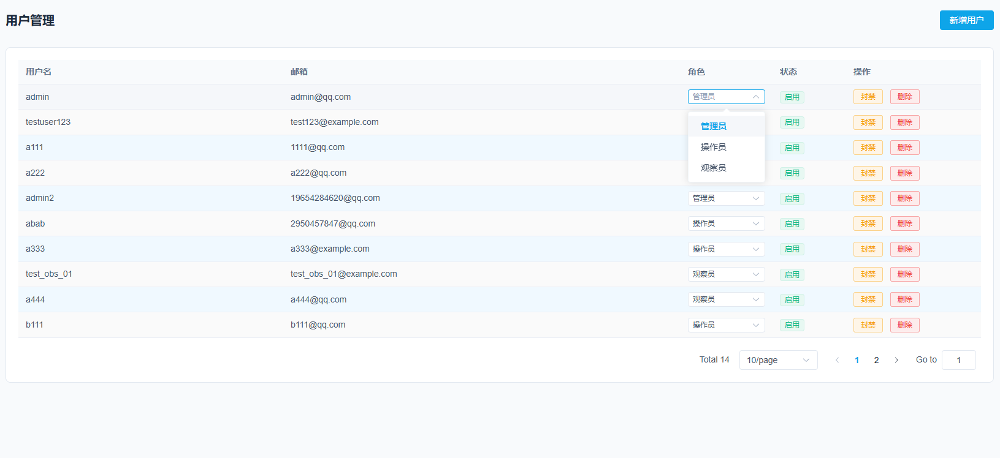 用户管理
新增用户
用户名 邮箱 角色 状态 操作
admin admin@qq.com 管理员 启用 封禁 删除
testuser123 test123@example.com 启用 封禁 删除
管理员
a111 1111@qq.com 操作员 启用 封禁 删除
a222 a222@qq.com 观察员 启用 封禁 删除
admin2 19654284620@qq.com 管理员 启用 封禁 删除
abab 2950457847@qq.com 操作员 启用 封禁 删除
a333 a333@example.com 操作员 启用 封禁 删除
test_obs_01 test_obs_01@example.com 观察员 启用 封禁 删除
a444 a444@qq.com 观察员 启用 封禁 删除
b111 b111@qq.com 操作员 启用 封禁 删除
Total 14 10/page 1 2 Go to 1